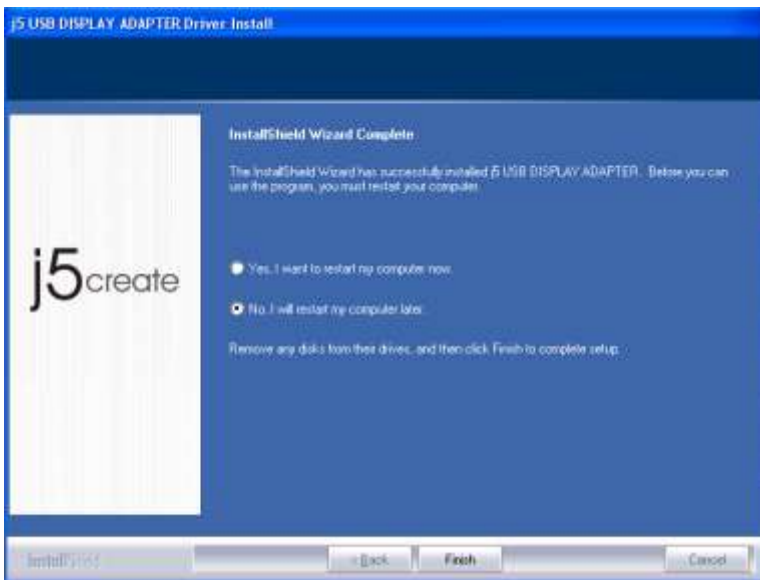 j5 USB DISPLAY ADAPTER Driver Install
InstallShield Wizard Complete
The InstallShield Wizard has successfully installed j5 USB DISPLAY ADAPTER. Before you can
use the program, you must restart your computer.
j5create
Yes, I want to restart my computer now.
No, I will restart my computer later.
Remove any disks from their drives, and then click Finish to complete setup.
InstallShield
< Back
Finish
Cancel